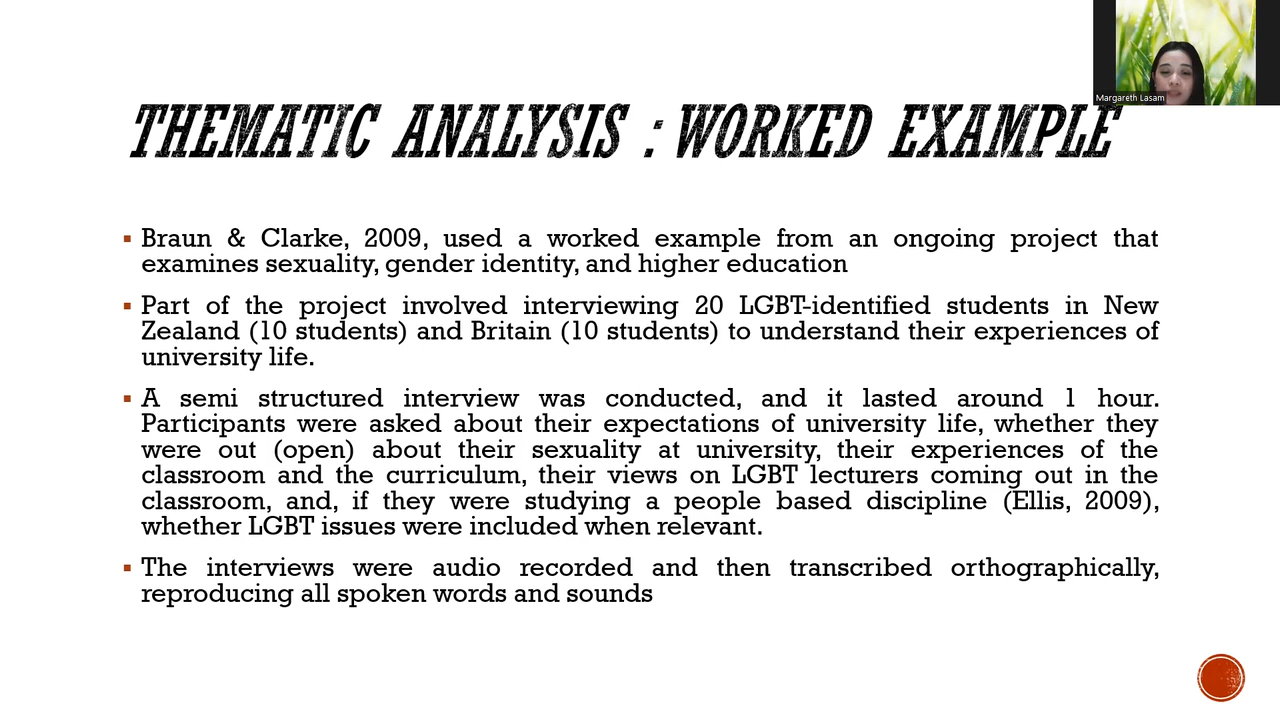 Margareth Lasam
THEMATIC ANALYSIS : WORKED EXAMPLE
▪ Braun & Clarke, 2009, used a worked example from an ongoing project that
examines sexuality, gender identity, and higher education
▪ Part of the project involved interviewing 20 LGBT-identified students in New
Zealand (10 students) and Britain (10 students) to understand their experiences of
university life.
▪ A semi structured interview was conducted, and it lasted around 1 hour.
Participants were asked about their expectations of university life, whether they
were out (open) about their sexuality at university, their experiences of the
classroom and the curriculum, their views on LGBT lecturers coming out in the
classroom, and, if they were studying a people based discipline (Ellis, 2009),
whether LGBT issues were included when relevant.
▪ The interviews were audio recorded and then transcribed orthographically,
reproducing all spoken words and sounds